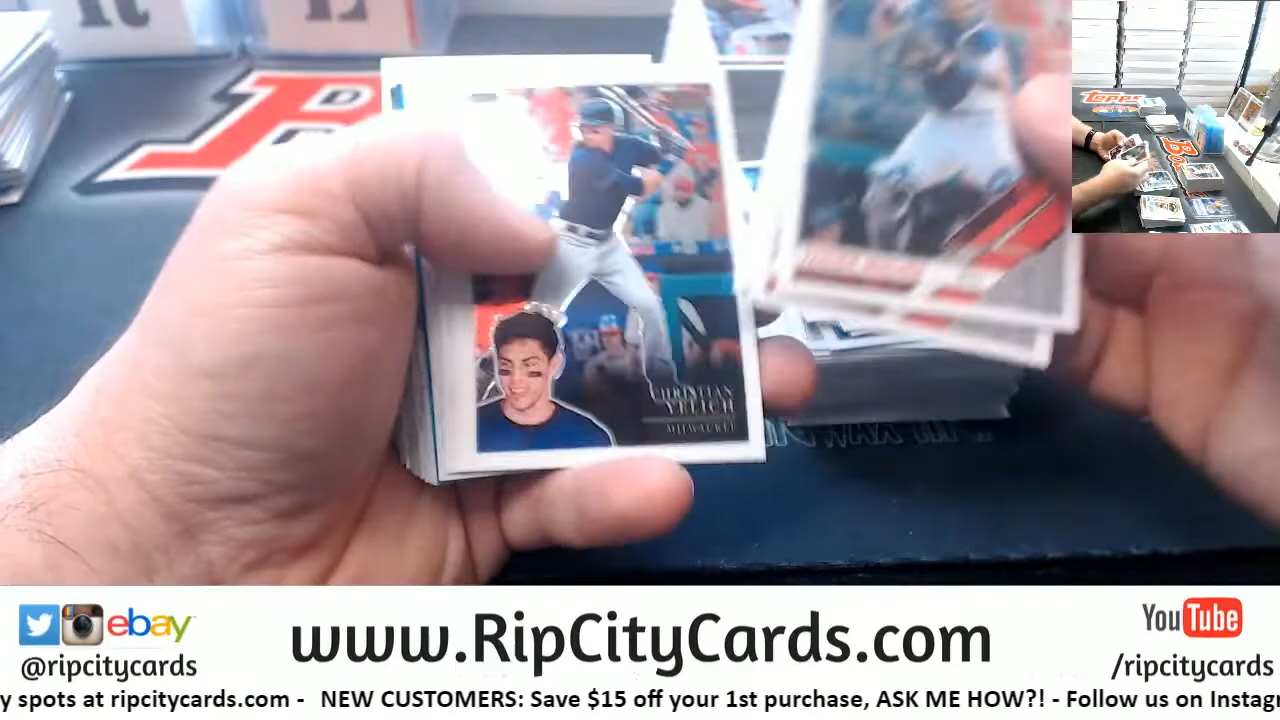 CHRISTIAN
YELICH
MILWAUKEE
Topps
ebay
@ripcitycards
www.RipCityCards.com
YouTube
/ripcitycards
y spots at ripcitycards.com - NEW CUSTOMERS: Save $15 off your 1st purchase, ASK ME HOW?! - Follow us on Instag